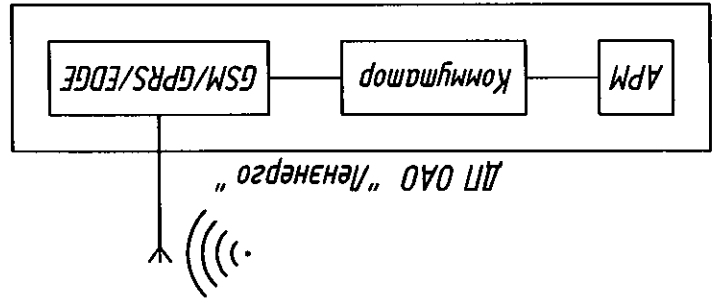 ДП ОАО "Ленэнерго "
АРМ
Коммутатор
GSM/GPRS/EDGE